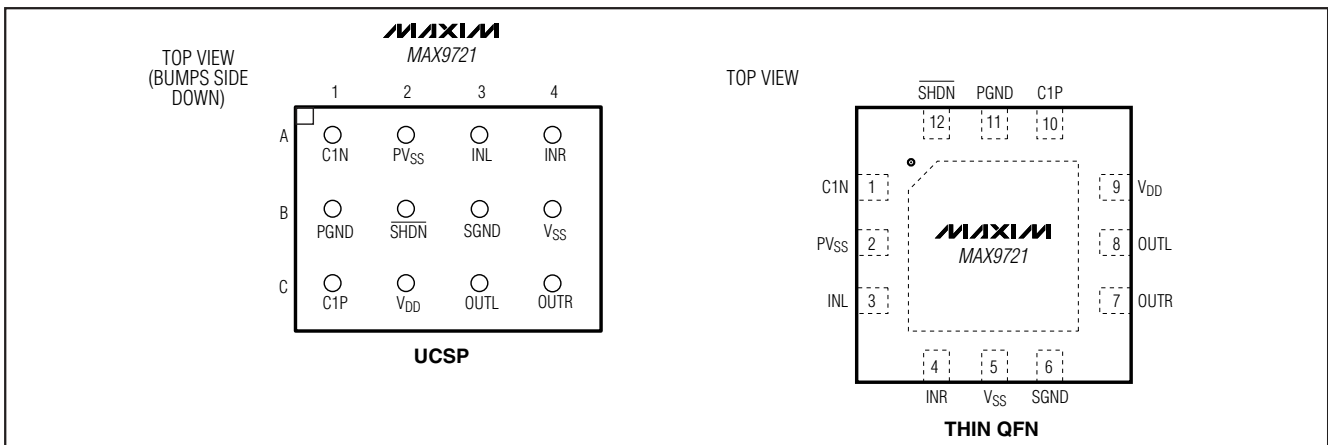 MAXIM
MAX9721
TOP VIEW
(BUMPS SIDE
DOWN)
1 2 3 4
A
C1N PVSS INL INR
B
PGND SHDN SGND VSS
C
C1P VDD OUTL OUTR
UCSP
TOP VIEW
SHDN PGND C1P
12 11 10
C1N 1
9 VDD
PVSS 2
MAXIM
8 OUTL
MAX9721
INL 3
7 OUTR
4 5 6
INR VSS SGND
THIN QFN